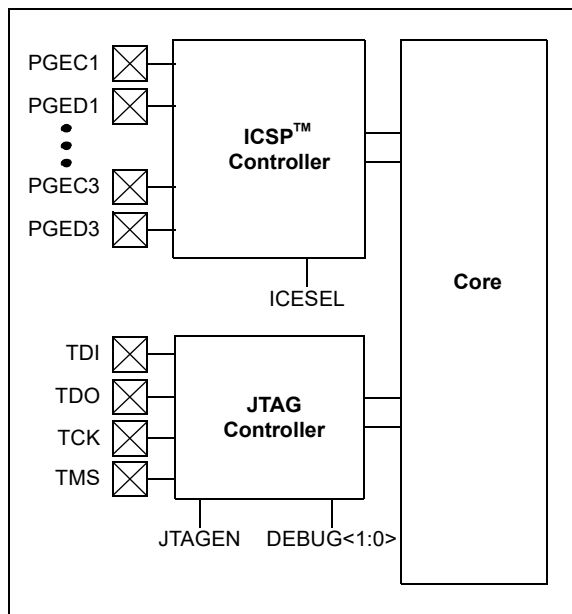 PGEC1
PGED1
PGEC3
PGED3
ICSP™
Controller
ICESEL
Core
TDI
TDO
TCK
TMS
JTAG
Controller
JTAGEN
DEBUG<1:0>